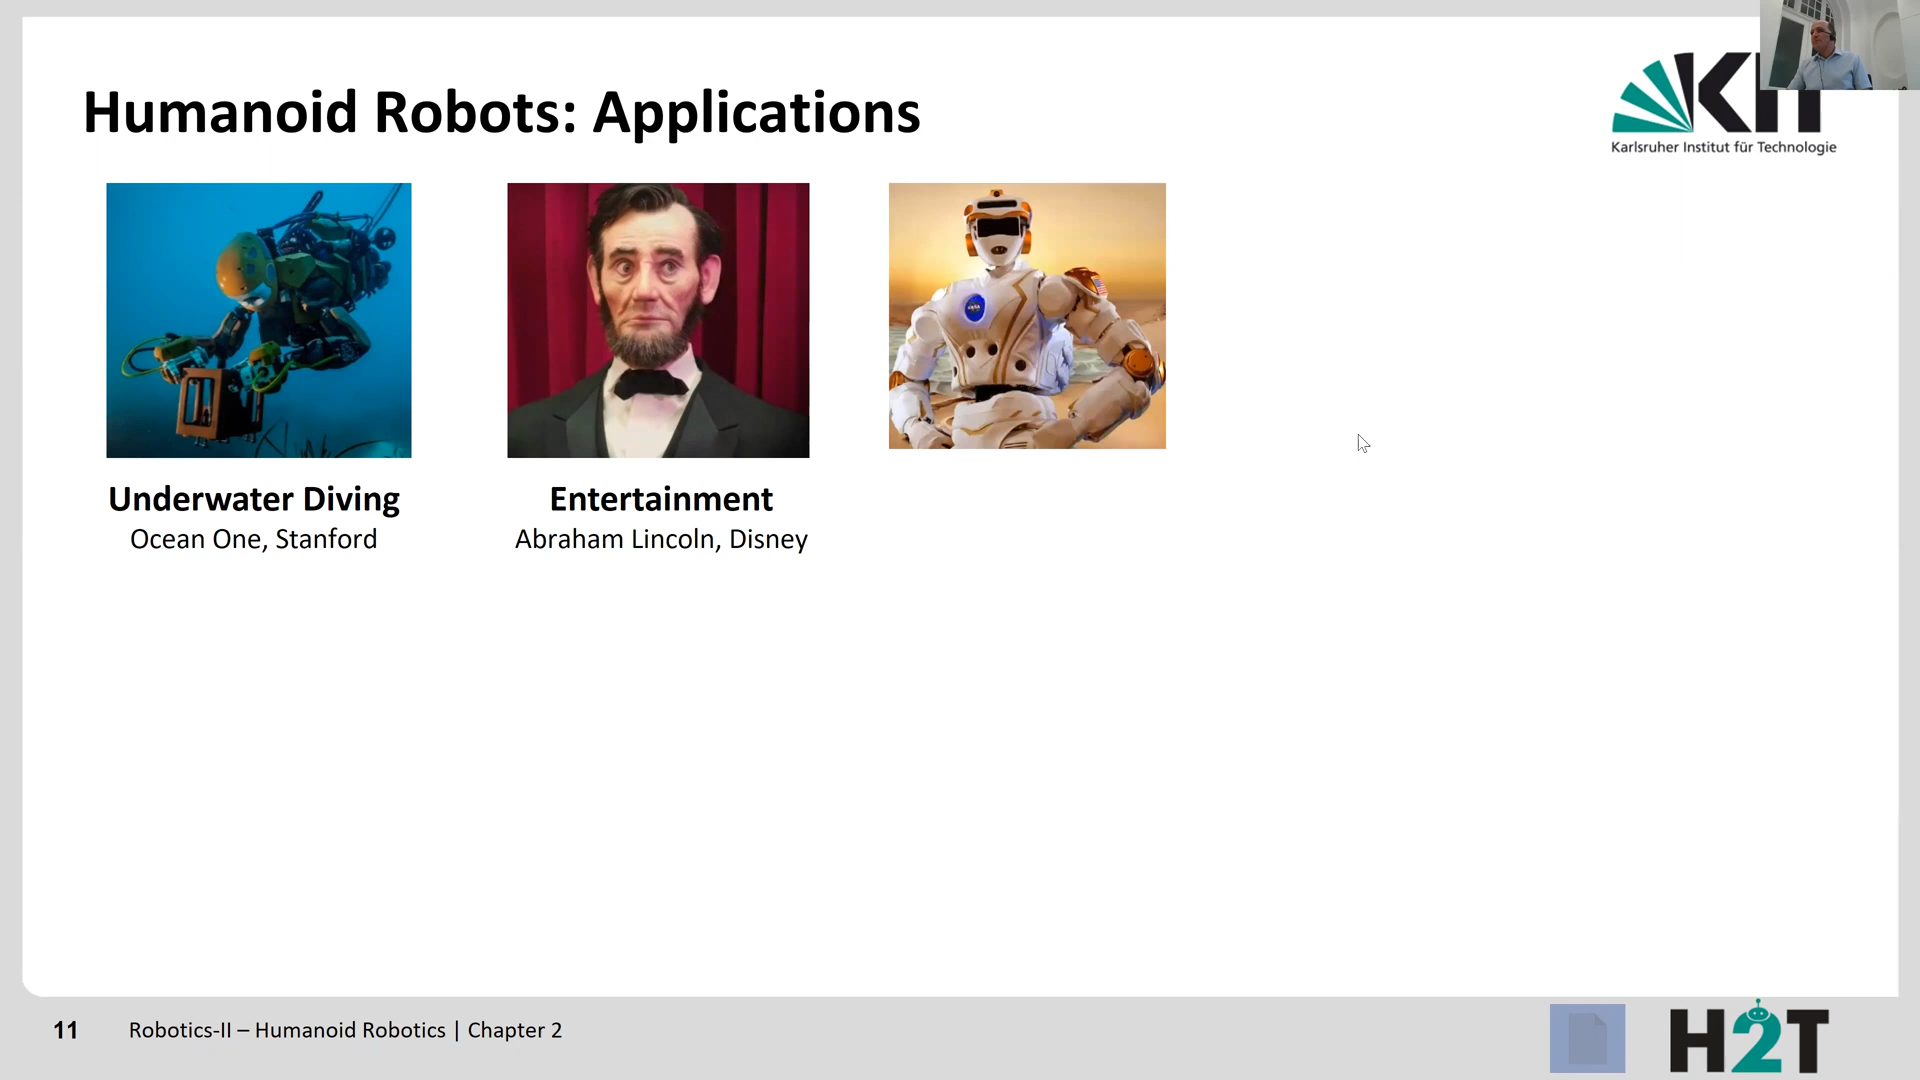 Humanoid Robots: Applications
Karlsruher Institut für Technologie
Underwater Diving
Ocean One, Stanford
Entertainment
Abraham Lincoln, Disney
11
Robotics-II – Humanoid Robotics | Chapter 2
H2T